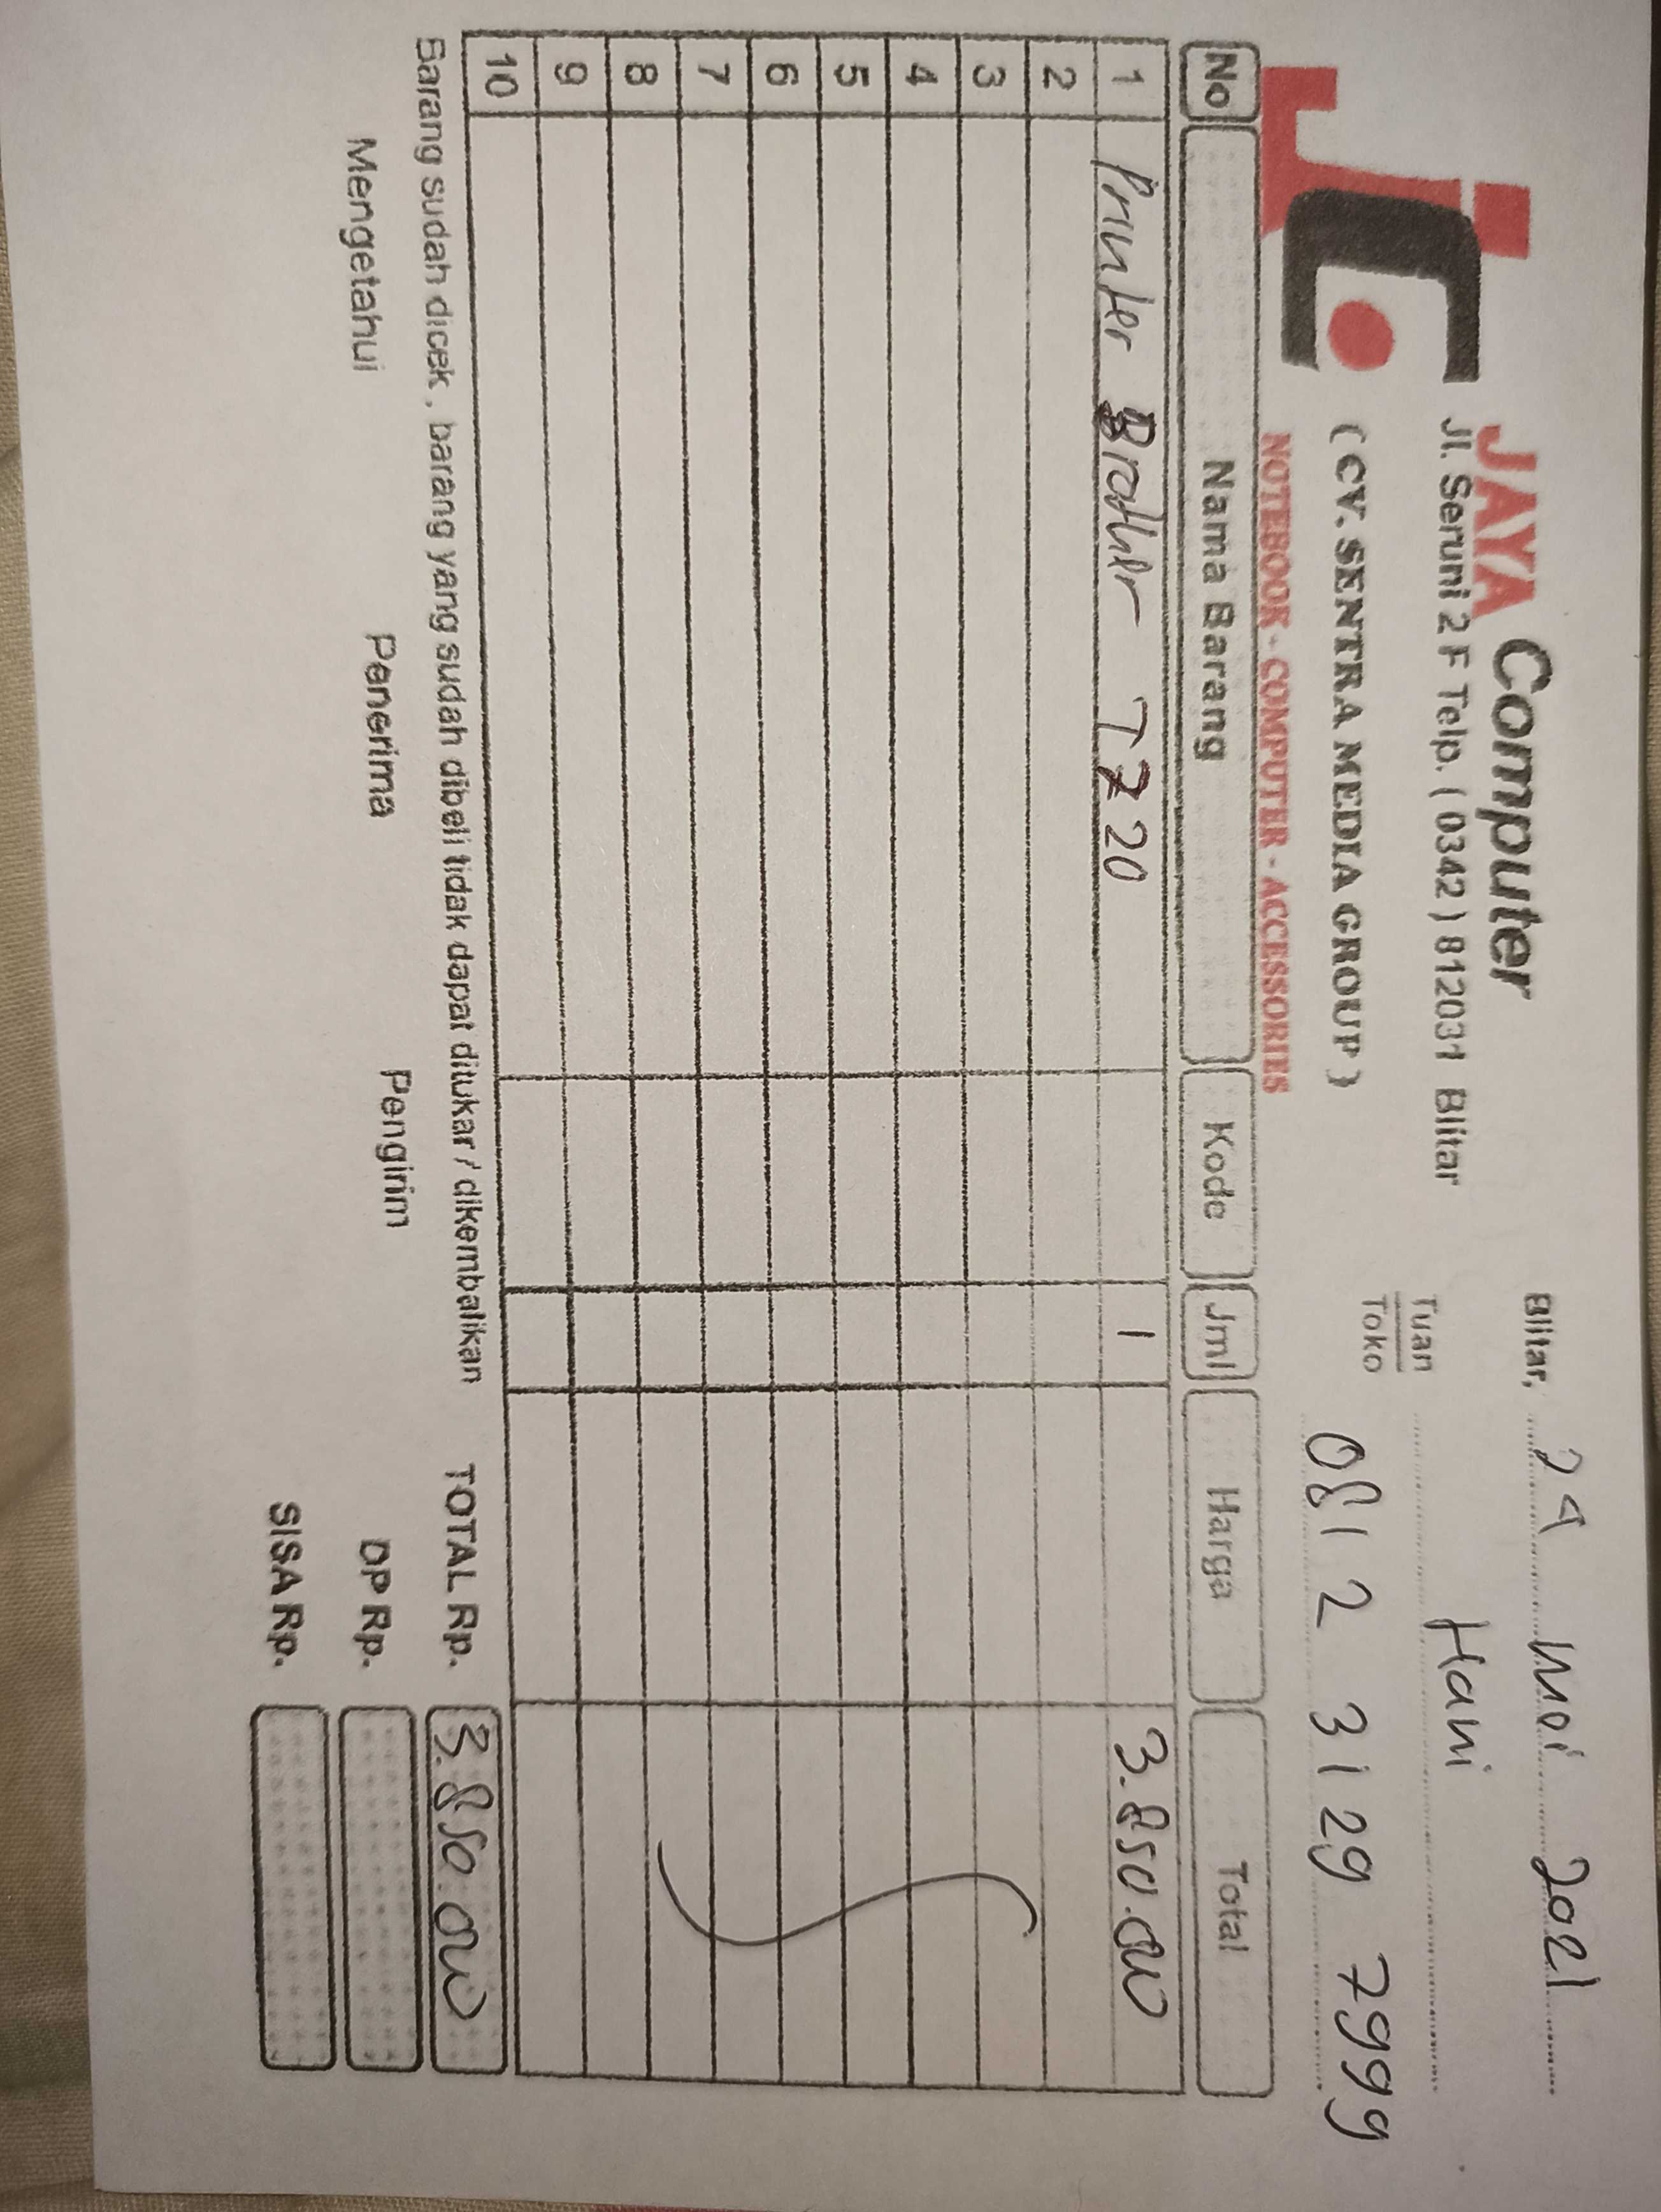 JAYA Computer
Jl. Seruni 2 F Telp. ( 0342 ) 812031 Blitar
( CV. SENTRA MEDIA GROUP )
NOTEBOOK - COMPUTER - ACCESSORIES
Blitar, 24 Mei 2021
Tuan Hani
Toko 0812 3129 7999
No Nama Barang Kode Jml Harga Total
1 Printer Brother T720 1 3.850.000
2
3
4
5
6
7
8
9
10
Barang sudah dicek , barang yang sudah dibeli tidak dapat ditukar / dikembalikan
TOTAL Rp. 3.850.000
Mengetahui Penerima Pengirim
DP Rp.
SISA Rp.